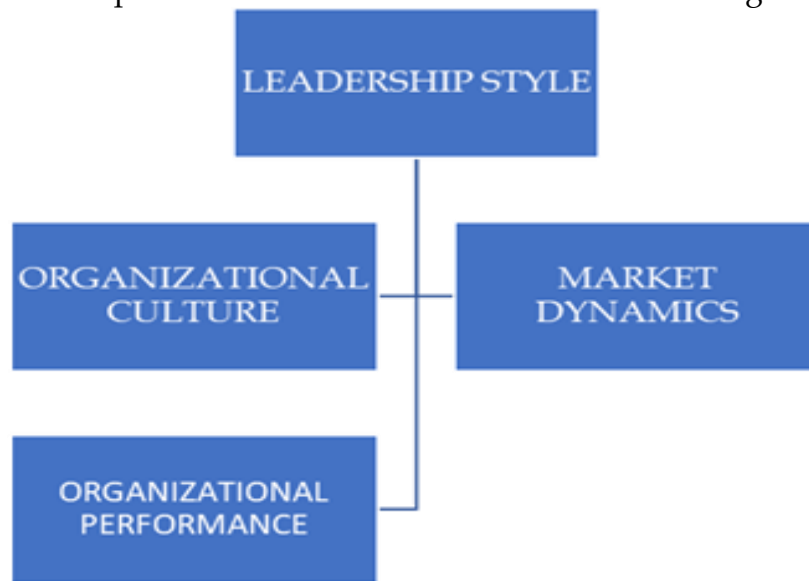 LEADERSHIP STYLE
ORGANIZATIONAL
CULTURE
MARKET
DYNAMICS
ORGANIZATIONAL
PERFORMANCE